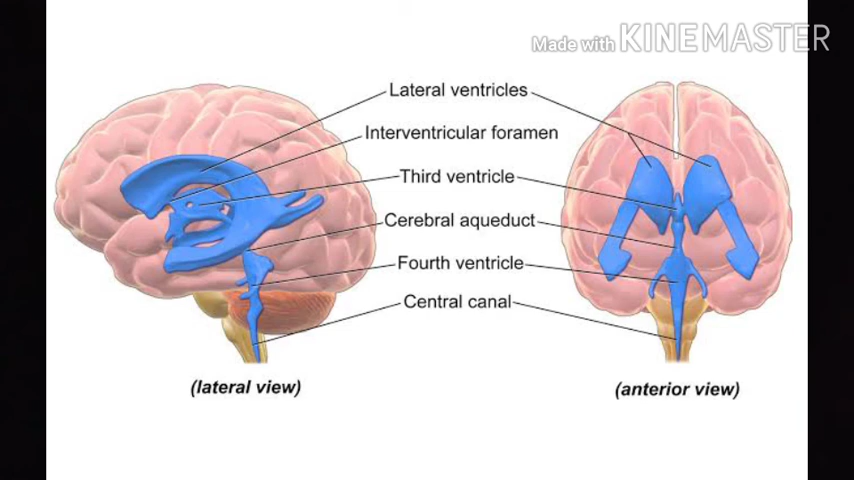 Made with KINEMASTER
Lateral ventricles
Interventricular foramen
Third ventricle
Cerebral aqueduct
Fourth ventricle
Central canal
(lateral view)
(anterior view)